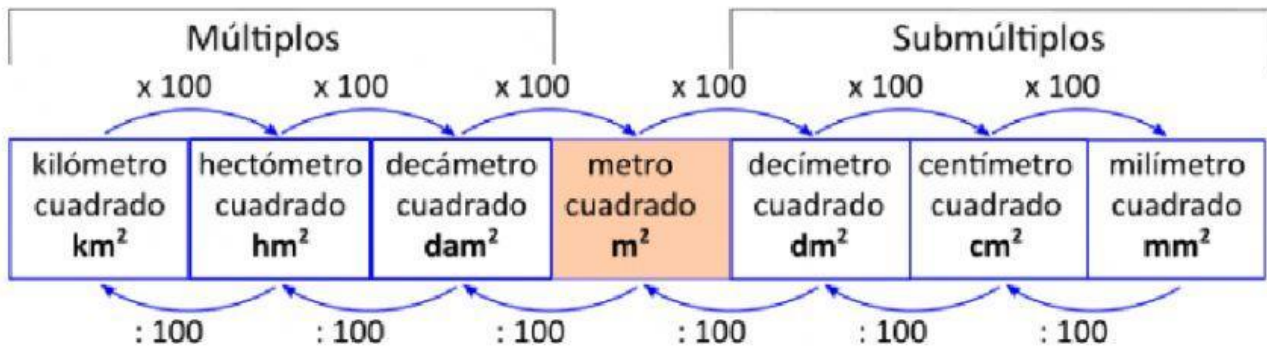 Múltiplos Submúltiplos
x 100 x 100 x 100 x 100 x 100 x 100
kilómetro hectómetro decámetro metro decímetro centímetro milímetro
cuadrado cuadrado cuadrado cuadrado cuadrado cuadrado cuadrado
km² hm² dam² m² dm² cm² mm²
: 100 : 100 : 100 : 100 : 100 : 100